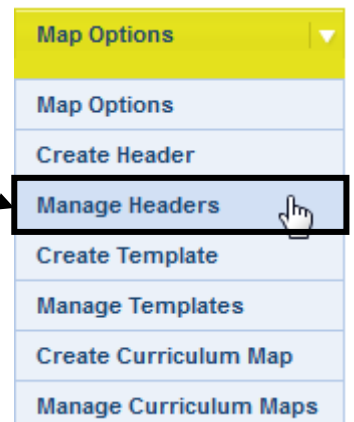 Map Options
Map Options
Create Header
Manage Headers
Create Template
Manage Templates
Create Curriculum Map
Manage Curriculum Maps